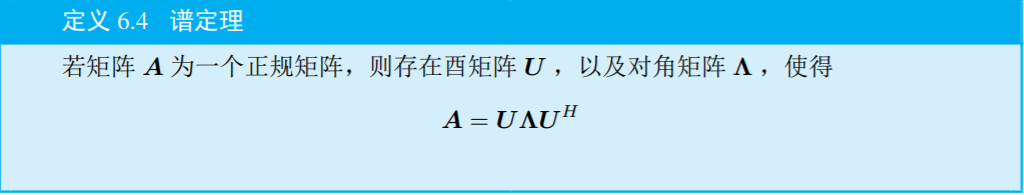 定义 6.4 谱定理
若矩阵 A 为一个正规矩阵，则存在酉矩阵 U ，以及对角矩阵 Λ ，使得
A = UΛU^H